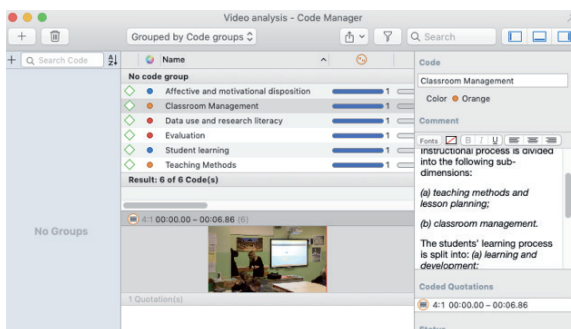 Video analysis - Code Manager
Grouped by Code groups
Search
Search Code
Name
No code group
Affective and motivational disposition 1
Classroom Management 1
Data use and research literacy 1
Evaluation 1
Student learning 1
Teaching Methods 1
Result: 6 of 6 Code(s)
No Groups
4:1 00:00.00 – 00:06.86 (6)
1 Quotation(s)
Code
Classroom Management
Color Orange
Comment
Fonts B I U
Instructional process is divided
into the following sub-
dimensions:
(a) teaching methods and
lesson planning;
(b) classroom management.
The students' learning process
is split into: (a) learning and
development;
Coded Quotations
4:1 00:00.00 – 00:06.86
Status